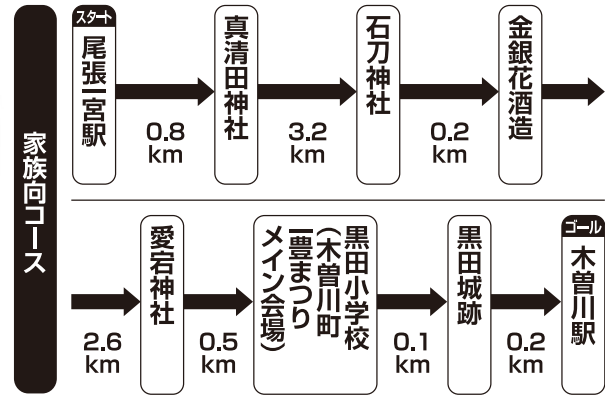 家族向コース
スタート
尾張一宮駅
0.8
km
真清田神社
3.2
km
石刀神社
0.2
km
金銀花酒造
2.6
km
愛宕神社
0.5
km
黒田小学校
(木曽川町
一豊まつり
メイン会場)
0.1
km
黒田城跡
0.2
km
ゴール
木曽川駅